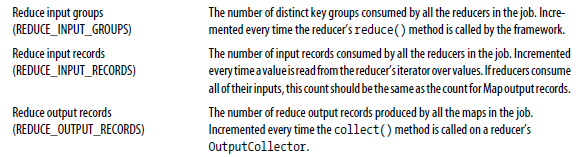 Reduce input groups The number of distinct key groups consumed by all the reducers in the job. Incre-
(REDUCE_INPUT_GROUPS) mented every time the reducer's reduce() method is called by the framework.
Reduce input records The number of input records consumed by all the reducers in the job. Incremented
(REDUCE_INPUT_RECORDS) every time a value is read from the reducer's iterator over values. If reducers consume
all of their inputs, this count should be the same as the count for Map output records.
Reduce output records The number of reduce output records produced by all the maps in the job.
(REDUCE_OUTPUT_RECORDS) Incremented every time the collect() method is called on a reducer's
OutputCollector.